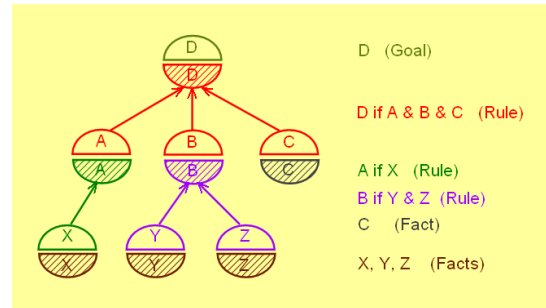 D
D (Goal)
D
D if A & B & C (Rule)
A
B
C
A
B
C
A if X (Rule)
B if Y & Z (Rule)
C (Fact)
X
Y
Z
X
Y
Z
X, Y, Z (Facts)